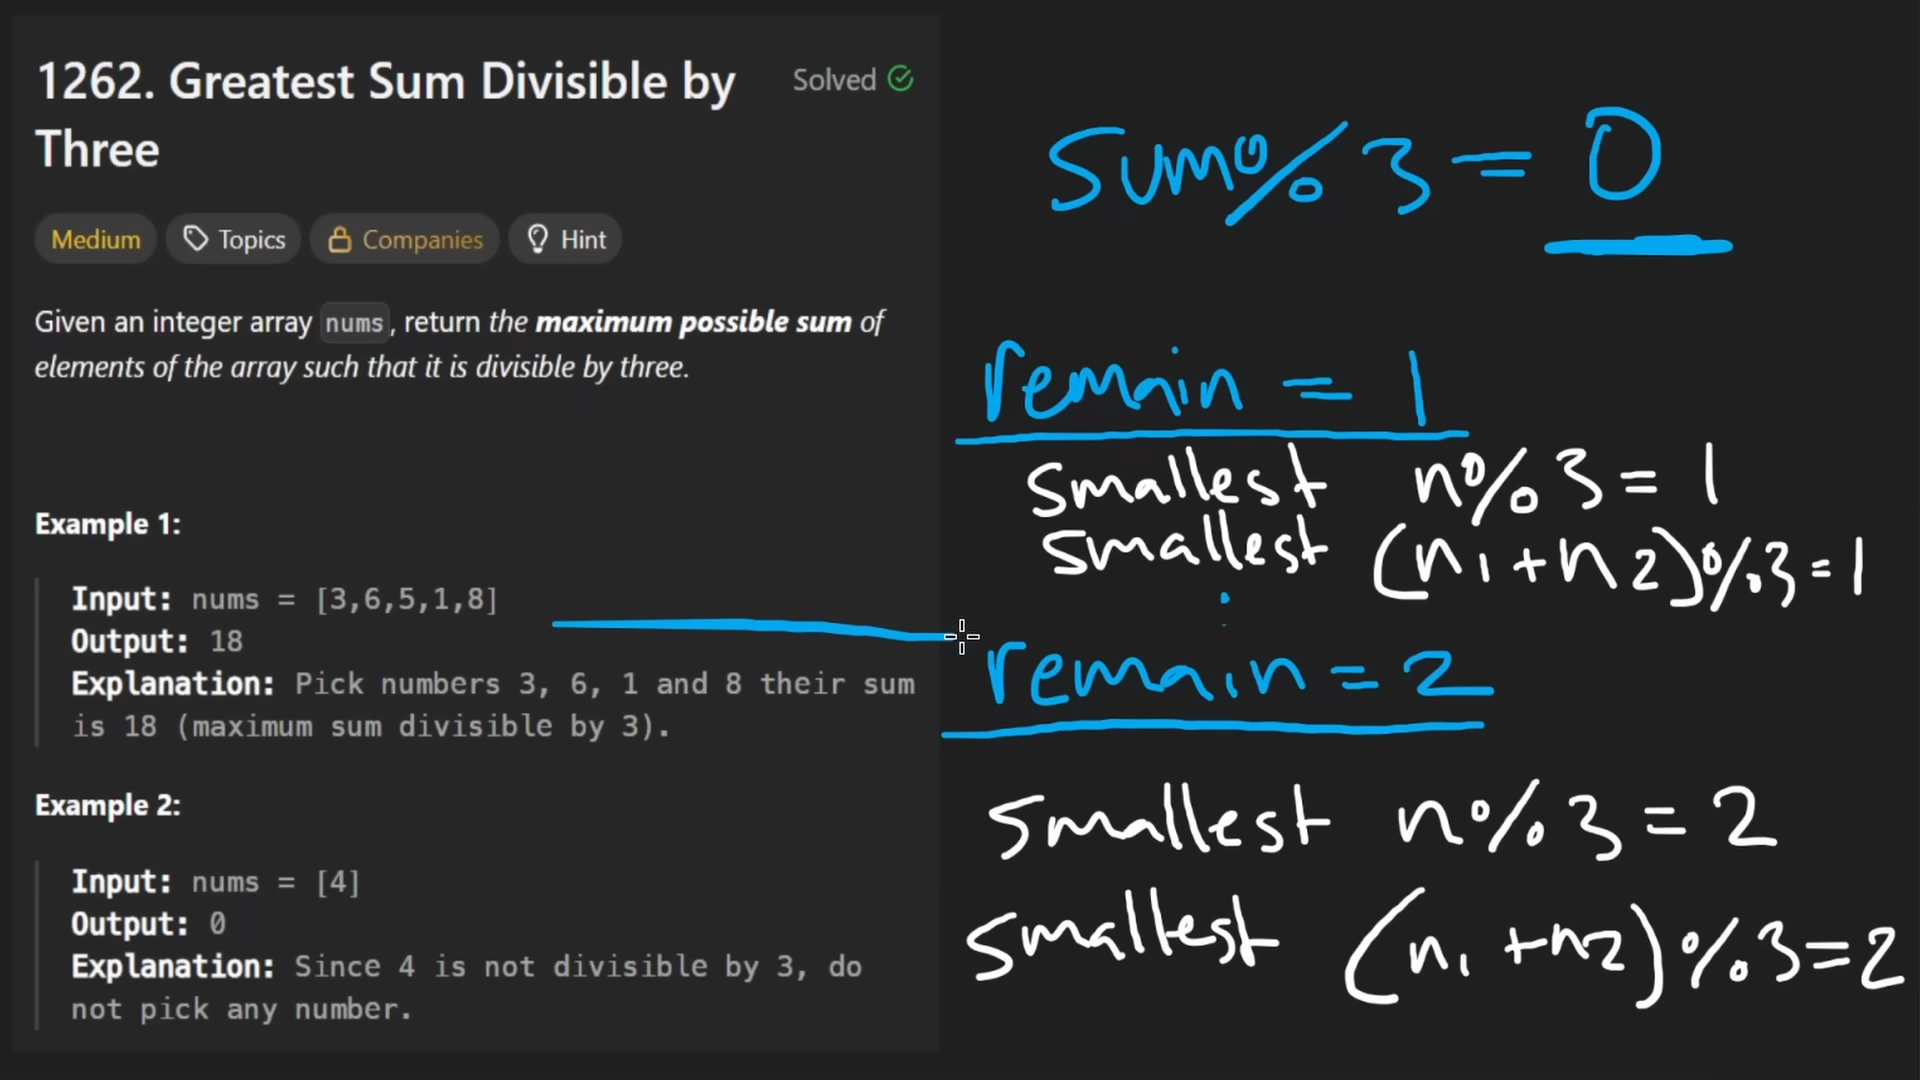 1262. Greatest Sum Divisible by
Three
Solved
Medium Topics Companies Hint
Given an integer array nums, return the maximum possible sum of
elements of the array such that it is divisible by three.
Example 1:
Input: nums = [3,6,5,1,8]
Output: 18
Explanation: Pick numbers 3, 6, 1 and 8 their sum
is 18 (maximum sum divisible by 3).
Example 2:
Input: nums = [4]
Output: 0
Explanation: Since 4 is not divisible by 3, do
not pick any number.
sum % 3 = 0
remain = 1
smallest n % 3 = 1
smallest (n1 + n2) % 3 = 1
remain = 2
smallest n % 3 = 2
smallest (n1 + n2) % 3 = 2